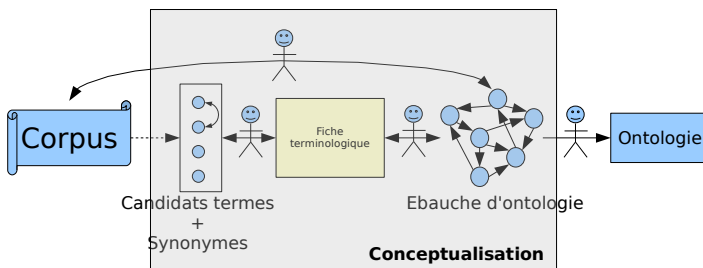 Corpus
Fiche
terminologique
Ontologie
Candidats termes
+
Synonymes
Ebauche d'ontologie
Conceptualisation